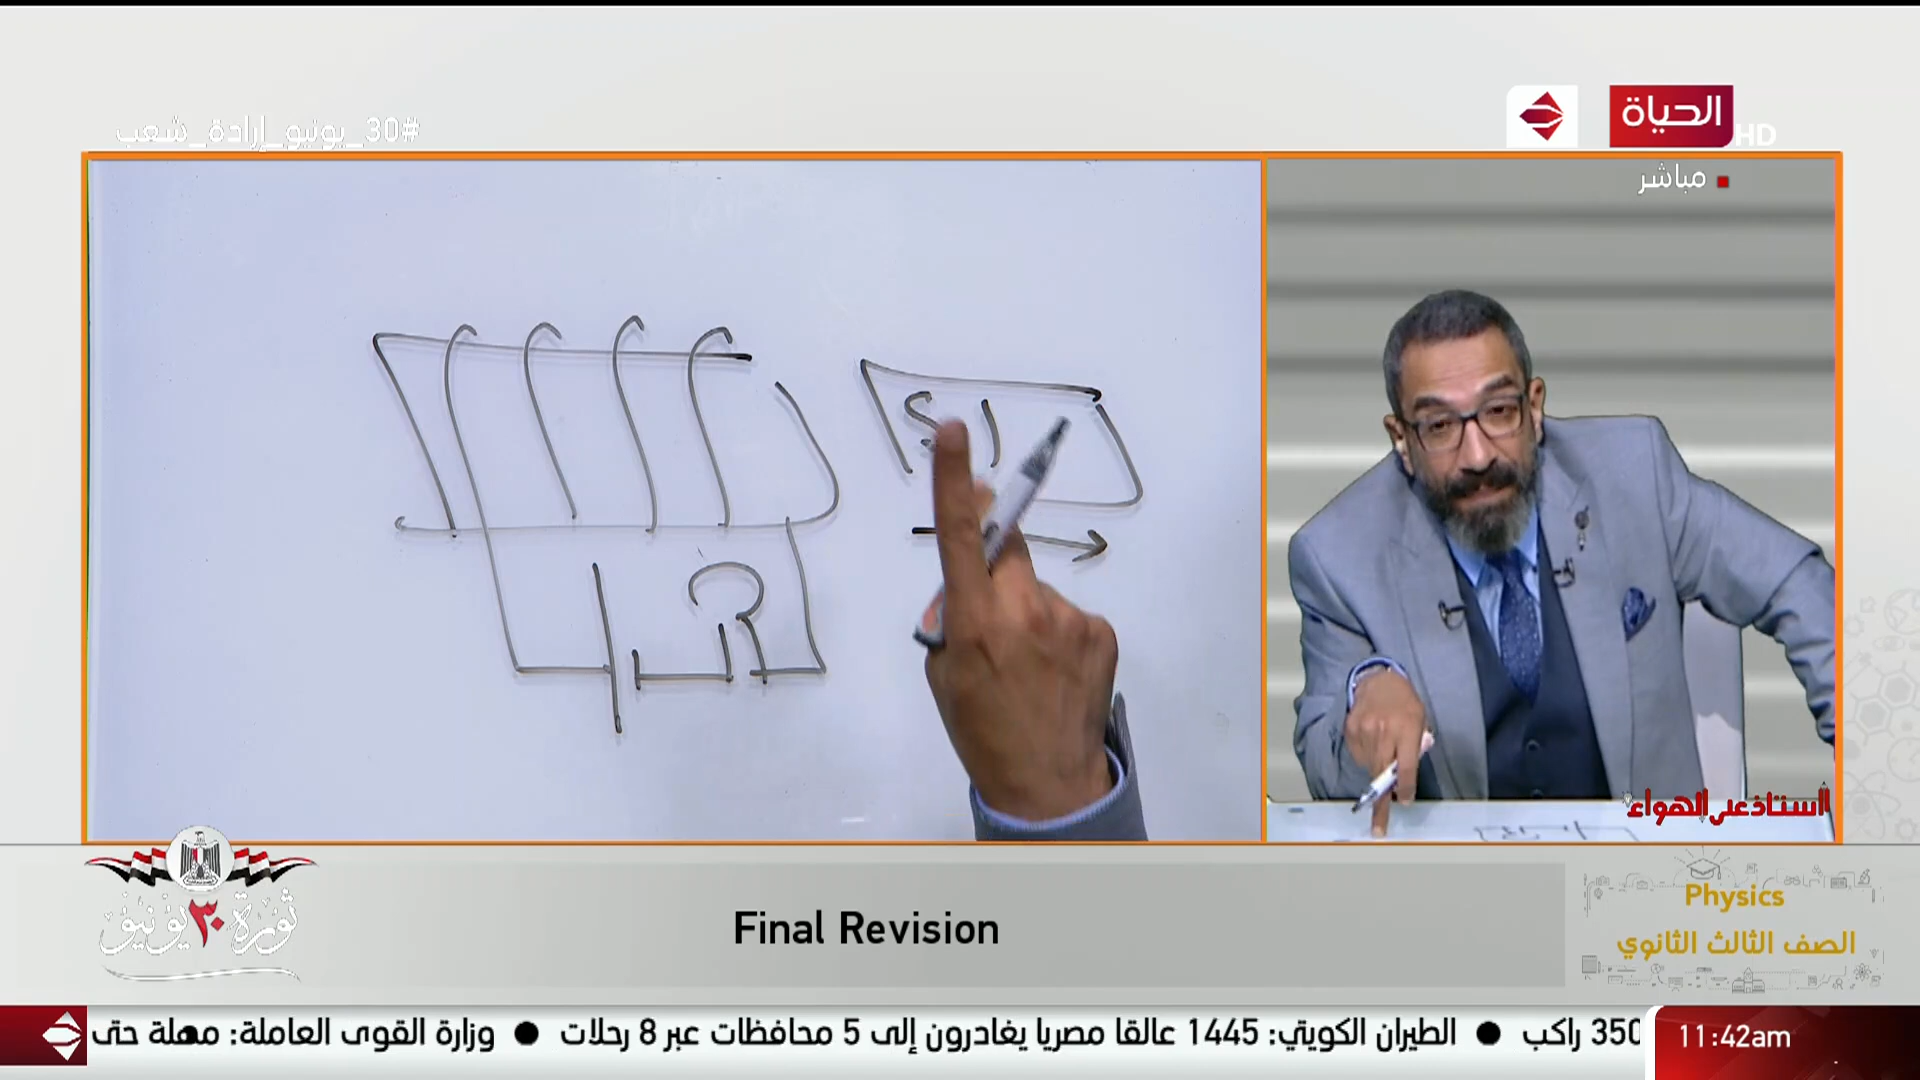 #30_يونيو_إرادة_شعب
الحياة
HD
مباشر
أستاذ على الهواء
ثورة ٣٠ يونيو
Final Revision
Physics
الصف الثالث الثانوي
350 راكب ● الطيران الكويتي: 1445 عالقا مصريا يغادرون إلى 5 محافظات عبر 8 رحلات ● وزارة القوى العاملة: مهلة حتى
11:42am